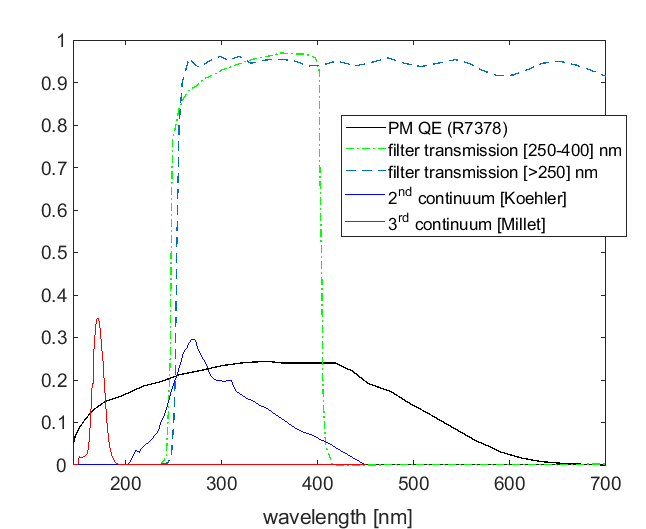 1
0.9
0.8
0.7
0.6
0.5
0.4
0.3
0.2
0.1
0
PM QE (R7378)
filter transmission [250-400] nm
filter transmission [>250] nm
2nd continuum [Koehler]
3rd continuum [Millet]
200 300 400 500 600 700
wavelength [nm]